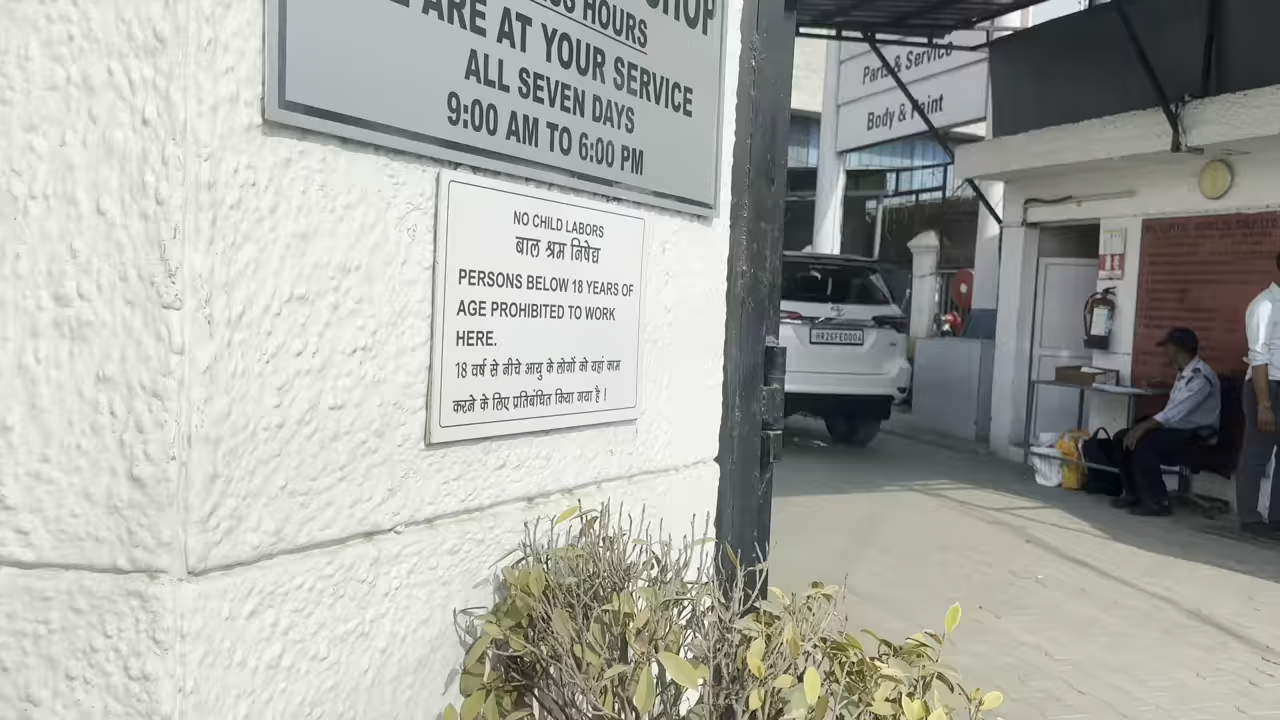 SHOP
HOURS
ARE AT YOUR SERVICE
ALL SEVEN DAYS
9:00 AM TO 6:00 PM
NO CHILD LABORS
बाल श्रम निषेद्य
PERSONS BELOW 18 YEARS OF
AGE PROHIBITED TO WORK
HERE.
18 वर्ष से नीचे आयु के लोगों को यहां काम
करने के लिए प्रतिबंधित किया गया है !
Parts & Service
Body & Paint
HR26FE0004